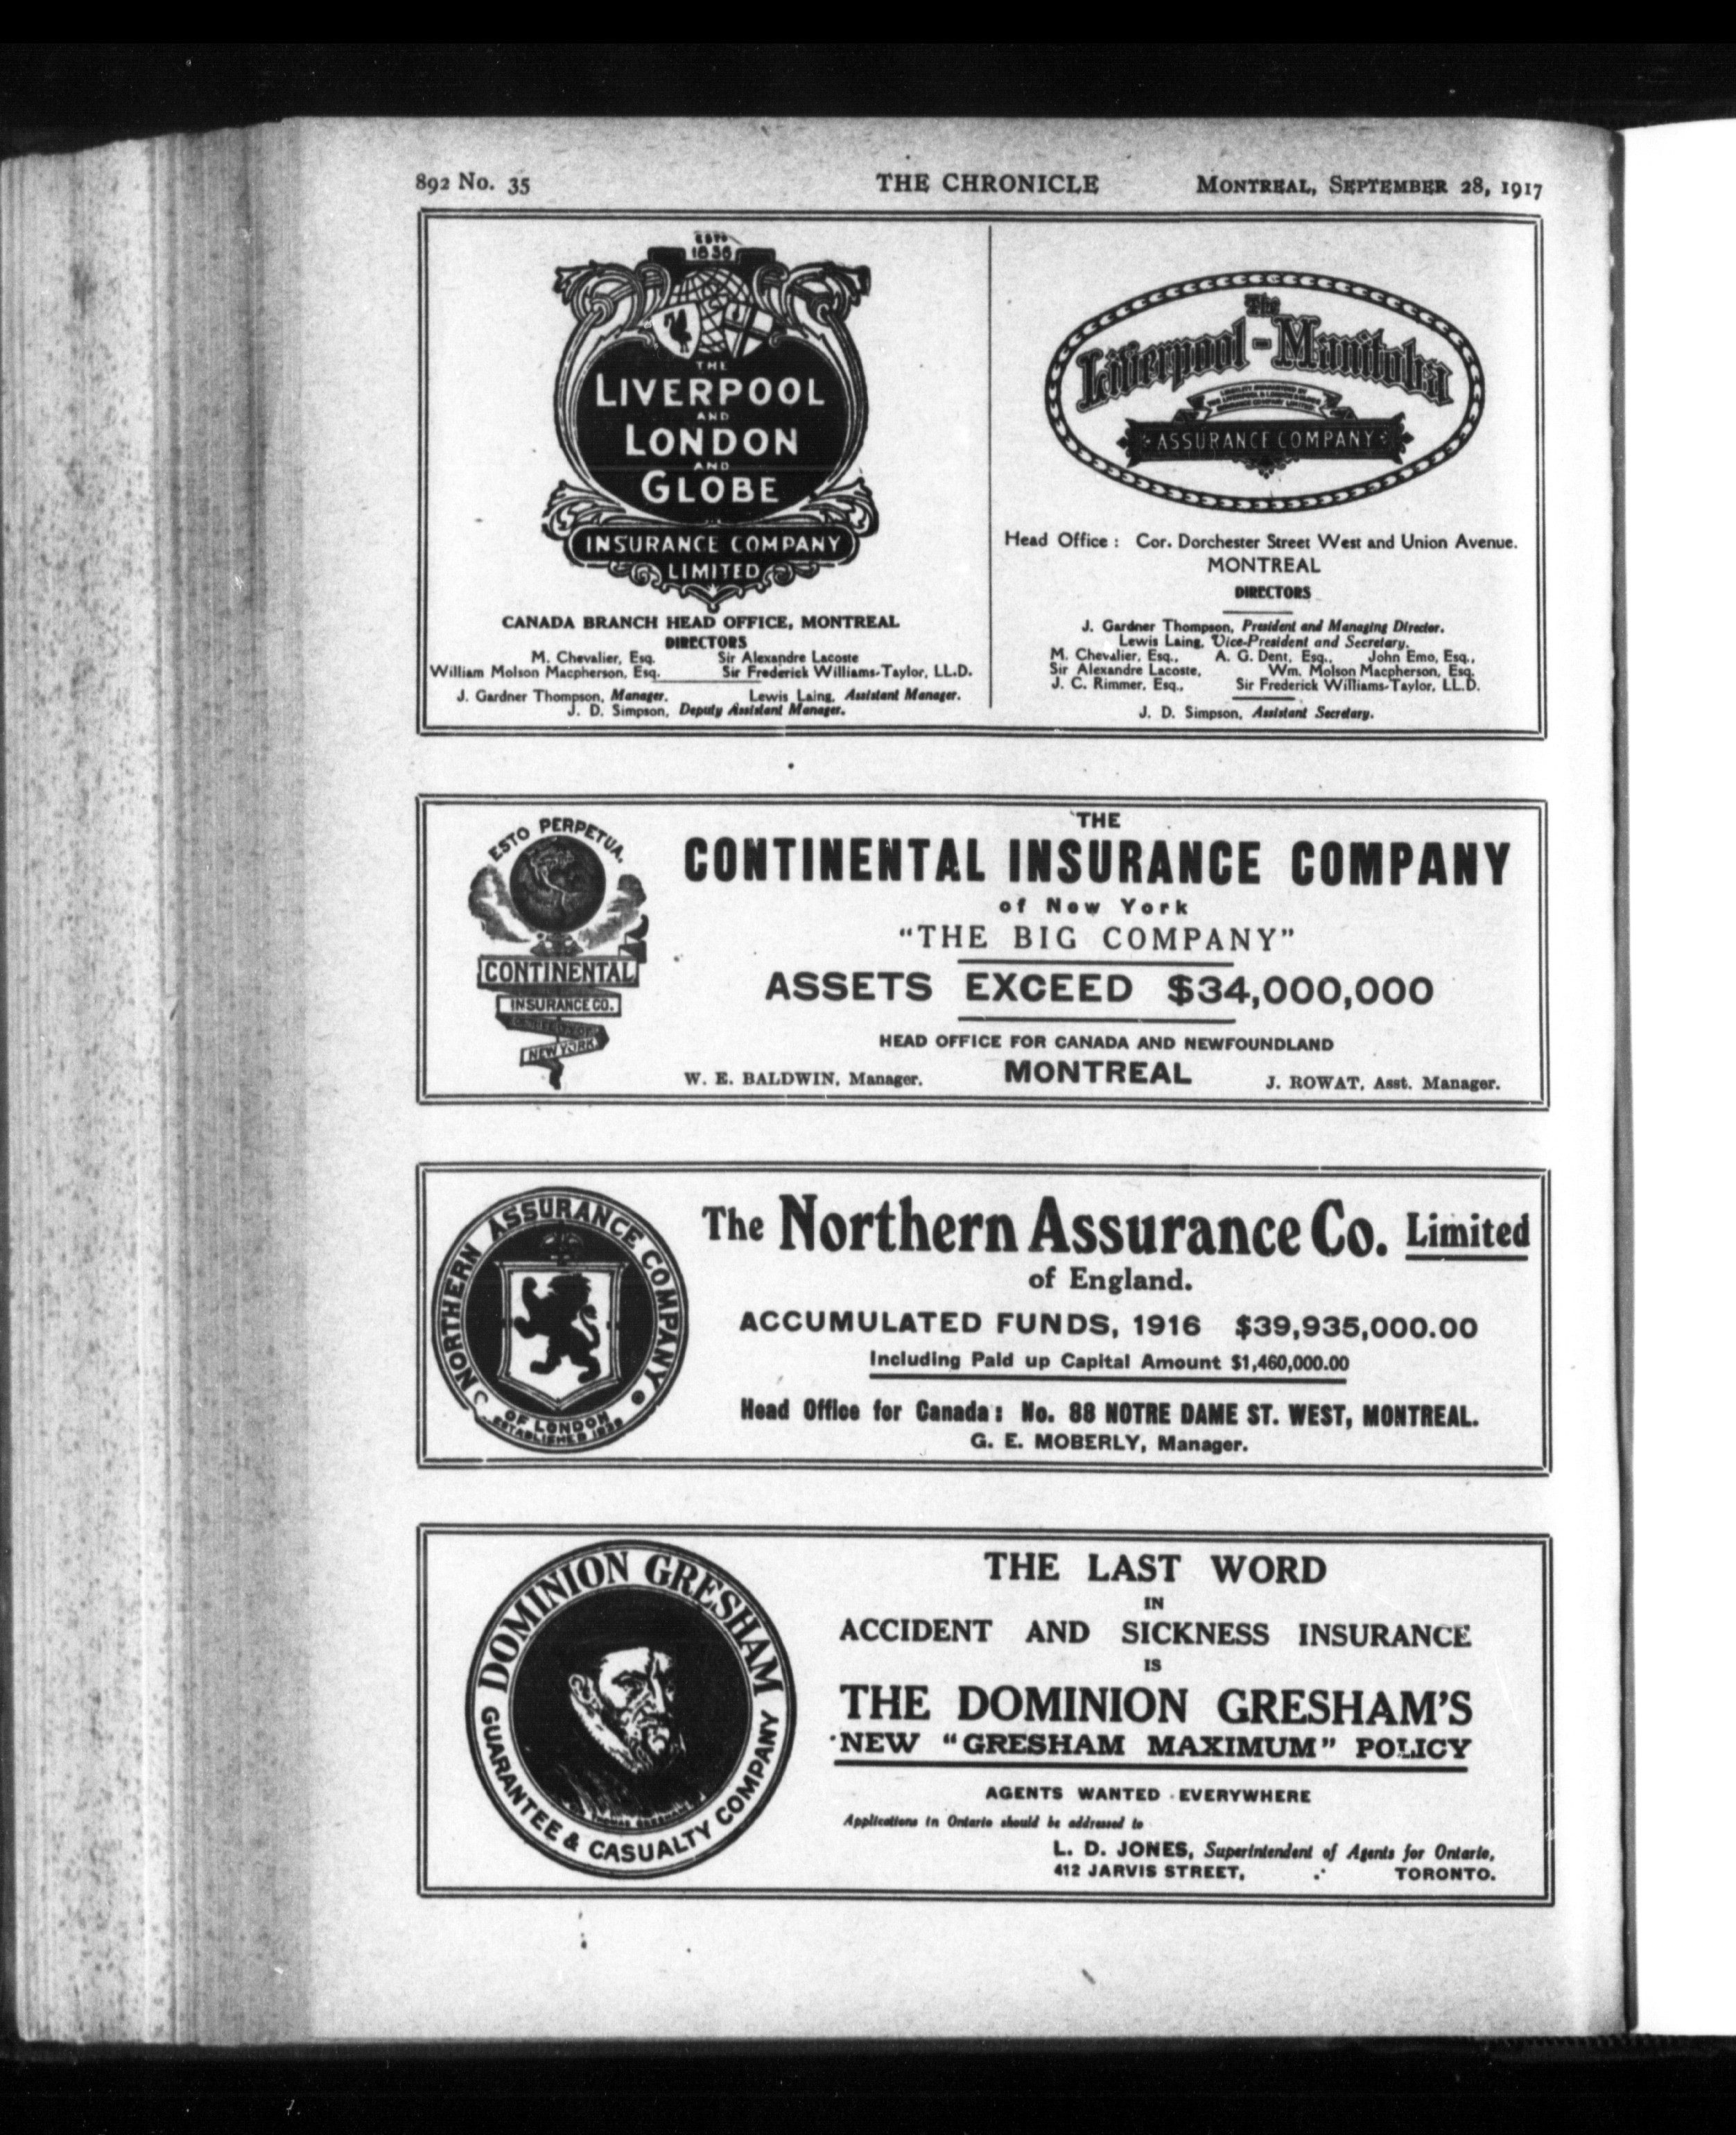 892 No. 35 THE CHRONICLE MONTREAL, SEPTEMBER 28, 1917
ESTD
1836
THE
LIVERPOOL
AND
LONDON
AND
GLOBE
INSURANCE COMPANY
LIMITED
CANADA BRANCH HEAD OFFICE, MONTREAL
DIRECTORS
M. Chevalier, Esq. Sir Alexandre Lacoste
William Molson Macpherson, Esq. Sir Frederick Williams-Taylor, LL.D.
J. Gardner Thompson, Manager. Lewis Laing, Assistant Manager.
J. D. Simpson, Deputy Assistant Manager.
The
Liverpool-Manitoba
ASSURANCE COMPANY
Head Office : Cor. Dorchester Street West and Union Avenue.
MONTREAL
DIRECTORS
J. Gardner Thompson, President and Managing Director.
Lewis Laing, Vice-President and Secretary.
M. Chevalier, Esq., A. G. Dent, Esq., John Emo, Esq.,
Sir Alexandre Lacoste, Wm. Molson Macpherson, Esq.
J. C. Rimmer, Esq., Sir Frederick Williams-Taylor, LL.D.
J. D. Simpson, Assistant Secretary.
ESTO PERPETUA.
CONTINENTAL
INSURANCE CO.
NEW YORK
THE
CONTINENTAL INSURANCE COMPANY
of New York
"THE BIG COMPANY"
ASSETS EXCEED $34,000,000
HEAD OFFICE FOR CANADA AND NEWFOUNDLAND
W. E. BALDWIN, Manager. MONTREAL J. ROWAT, Asst. Manager.
NORTHERN ASSURANCE COMPANY
OF LONDON
ESTABLISHED 1836
The Northern Assurance Co. Limited
of England.
ACCUMULATED FUNDS, 1916 $39,935,000.00
Including Paid up Capital Amount $1,460,000.00
Head Office for Canada: No. 88 NOTRE DAME ST. WEST, MONTREAL.
G. E. MOBERLY, Manager.
DOMINION GRESHAM
GUARANTEE & CASUALTY COMPANY
THE LAST WORD
IN
ACCIDENT AND SICKNESS INSURANCE
IS
THE DOMINION GRESHAM'S
NEW "GRESHAM MAXIMUM" POLICY
AGENTS WANTED EVERYWHERE
Applications in Ontario should be addressed to
L. D. JONES, Superintendent of Agents for Ontario,
412 JARVIS STREET, TORONTO.